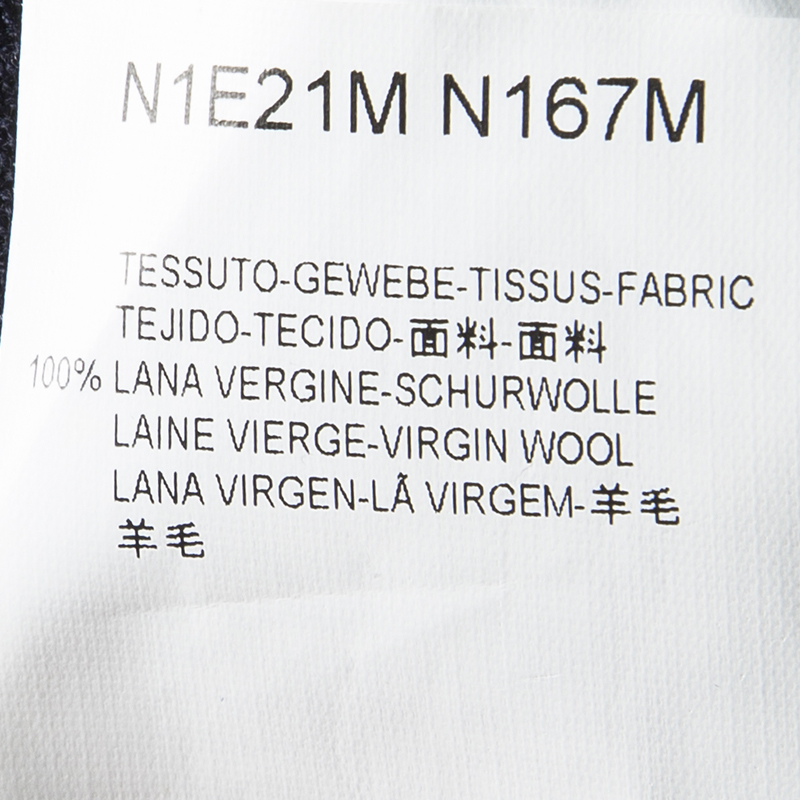 N1E21M N167M
TESSUTO-GEWEBE-TISSUS-FABRIC
TEJIDO-TECIDO-面料-面料
100% LANA VERGINE-SCHURWOLLE
LAINE VIERGE-VIRGIN WOOL
LANA VIRGEN-LÃ VIRGEM-羊毛
羊毛